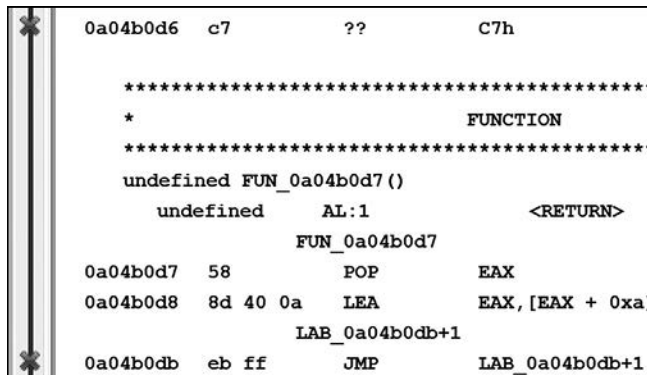 0a04b0d6 c7 ?? C7h
***********************************************
* FUNCTION
***********************************************
undefined FUN_0a04b0d7()
undefined AL:1 <RETURN>
FUN_0a04b0d7
0a04b0d7 58 POP EAX
0a04b0d8 8d 40 0a LEA EAX,[EAX + 0xa]
LAB_0a04b0db+1
0a04b0db eb ff JMP LAB_0a04b0db+1